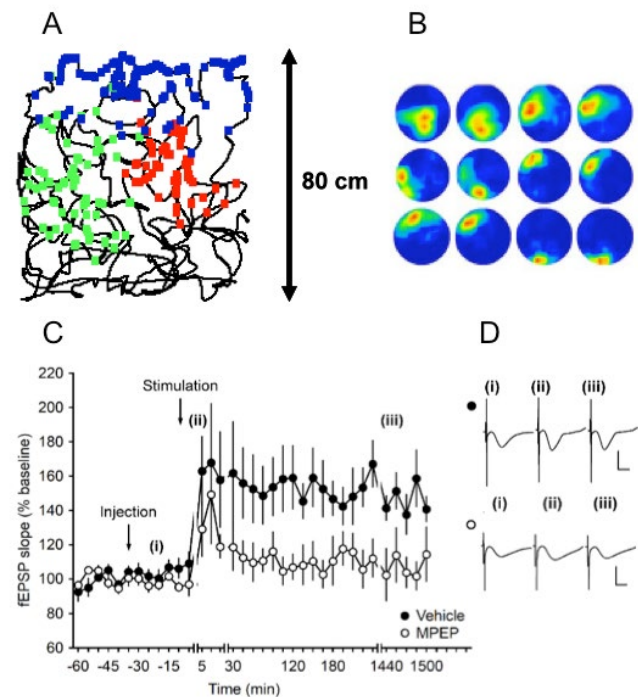 A
B
80 cm
C
D
220
200
180
160
140
120
100
80
60
fEPSP slope (% baseline)
Stimulation
Injection
(i)
(ii)
(iii)
Vehicle
MPEP
-60 -45 -30 -15 5 30 120 180 1440 1500
Time (min)
(i) (ii) (iii)
(i) (ii) (iii)